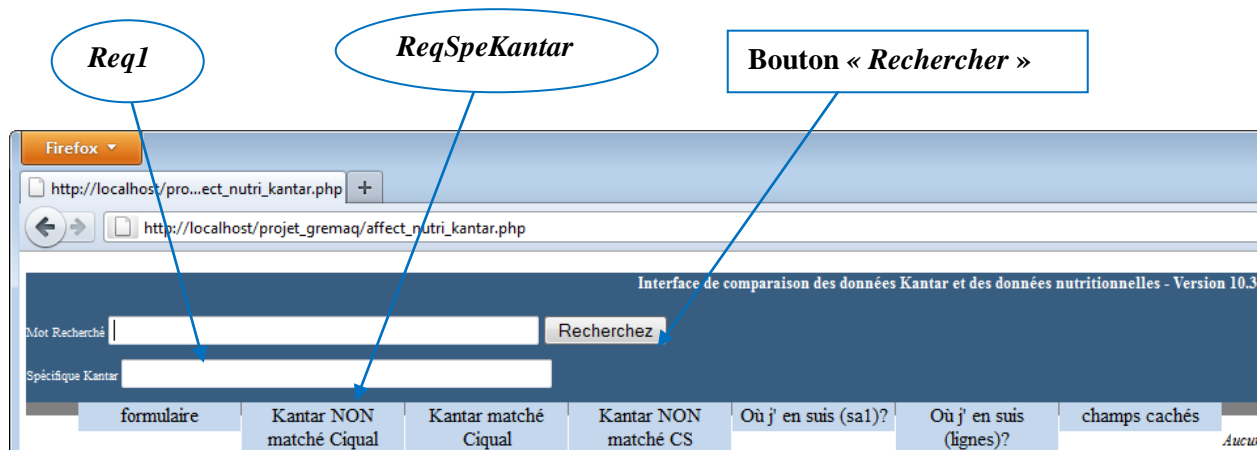 Req1
ReqSpeKantar
Bouton « Rechercher »
Firefox
http://localhost/pro...ect_nutri_kantar.php +
http://localhost/projet_gremaq/affect_nutri_kantar.php
Interface de comparaison des données Kantar et des données nutritionnelles - Version 10.3
Mot Recherché
Recherchez
Spécifique Kantar
formulaire
Kantar NON
matché Ciqual
Kantar matché
Ciqual
Kantar NON
matché CS
Où j' en suis (sa1)?
Où j' en suis
(lignes)?
champs cachés
Aucun